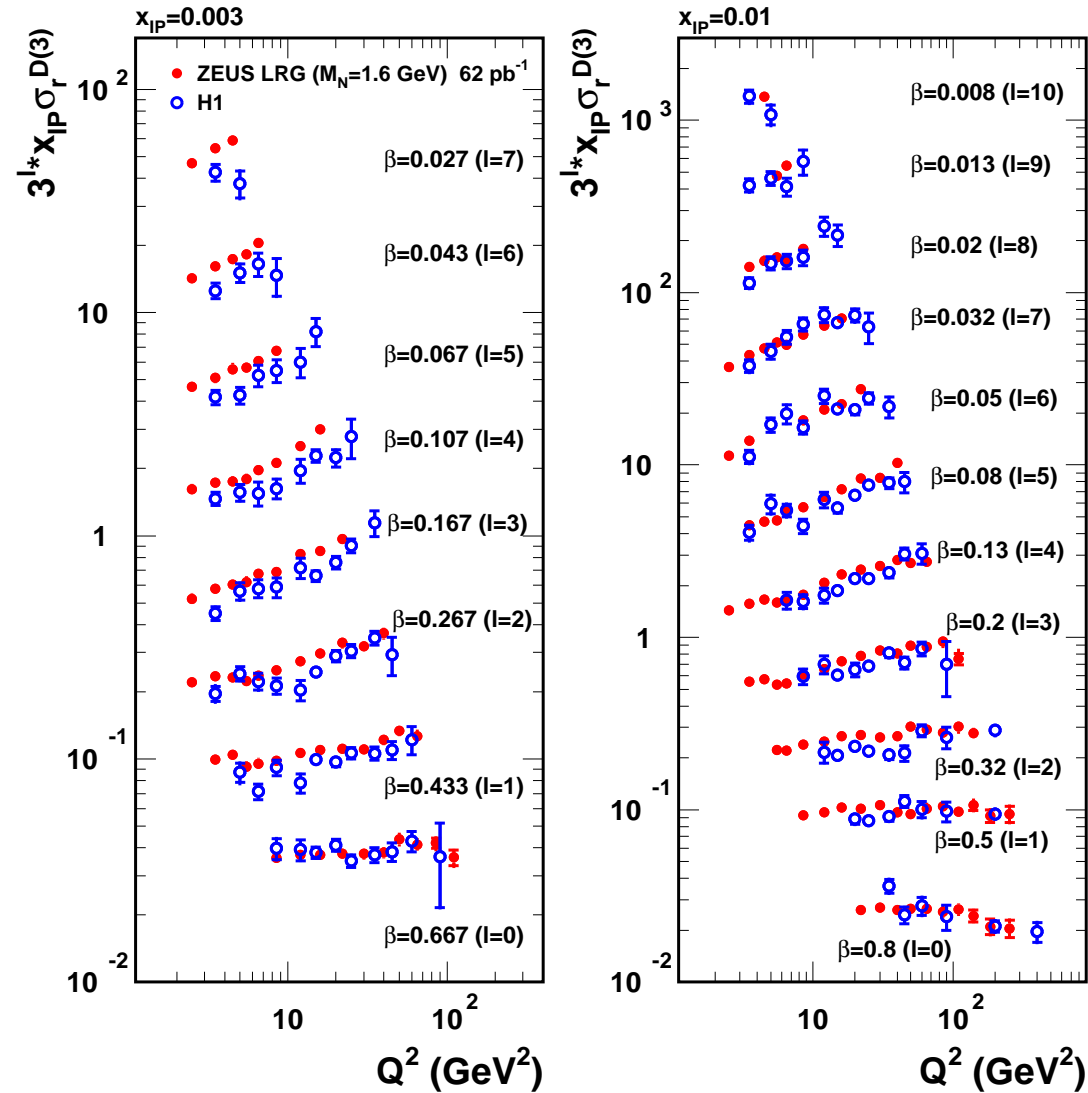 x_IP=0.003
3^l* x_IP σ_r^D(3)
10^2
10
1
10^-1
10^-2
ZEUS LRG (M_N=1.6 GeV) 62 pb^-1
H1
β=0.027 (l=7)
β=0.043 (l=6)
β=0.067 (l=5)
β=0.107 (l=4)
β=0.167 (l=3)
β=0.267 (l=2)
β=0.433 (l=1)
β=0.667 (l=0)
10
10^2
Q^2 (GeV^2)
x_IP=0.01
3^l* x_IP σ_r^D(3)
10^3
10^2
10
1
10^-1
10^-2
β=0.008 (l=10)
β=0.013 (l=9)
β=0.02 (l=8)
β=0.032 (l=7)
β=0.05 (l=6)
β=0.08 (l=5)
β=0.13 (l=4)
β=0.2 (l=3)
β=0.32 (l=2)
β=0.5 (l=1)
β=0.8 (l=0)
10
10^2
Q^2 (GeV^2)